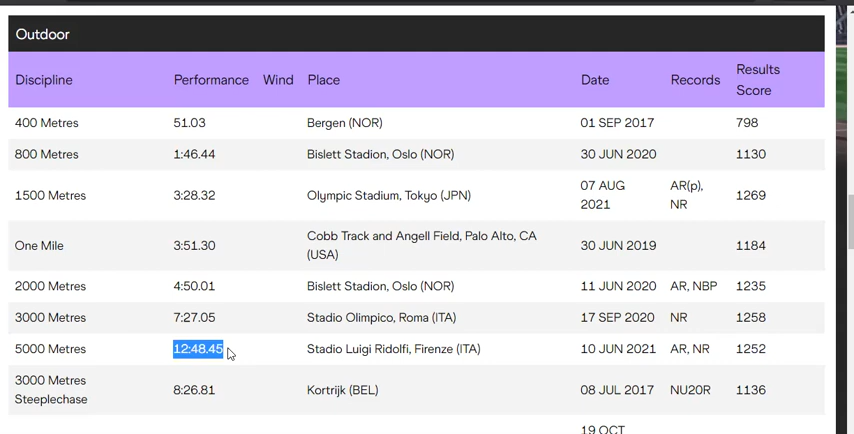 Outdoor
Discipline Performance Wind Place Date Records Results Score
400 Metres 51.03 Bergen (NOR) 01 SEP 2017 798
800 Metres 1:46.44 Bislett Stadion, Oslo (NOR) 30 JUN 2020 1130
1500 Metres 3:28.32 Olympic Stadium, Tokyo (JPN) 07 AUG 2021 AR(p), NR 1269
One Mile 3:51.30 Cobb Track and Angell Field, Palo Alto, CA (USA) 30 JUN 2019 1184
2000 Metres 4:50.01 Bislett Stadion, Oslo (NOR) 11 JUN 2020 AR, NBP 1235
3000 Metres 7:27.05 Stadio Olimpico, Roma (ITA) 17 SEP 2020 NR 1258
5000 Metres 12:48.45 Stadio Luigi Ridolfi, Firenze (ITA) 10 JUN 2021 AR, NR 1252
3000 Metres Steeplechase 8:26.81 Kortrijk (BEL) 08 JUL 2017 NU20R 1136
19 OCT